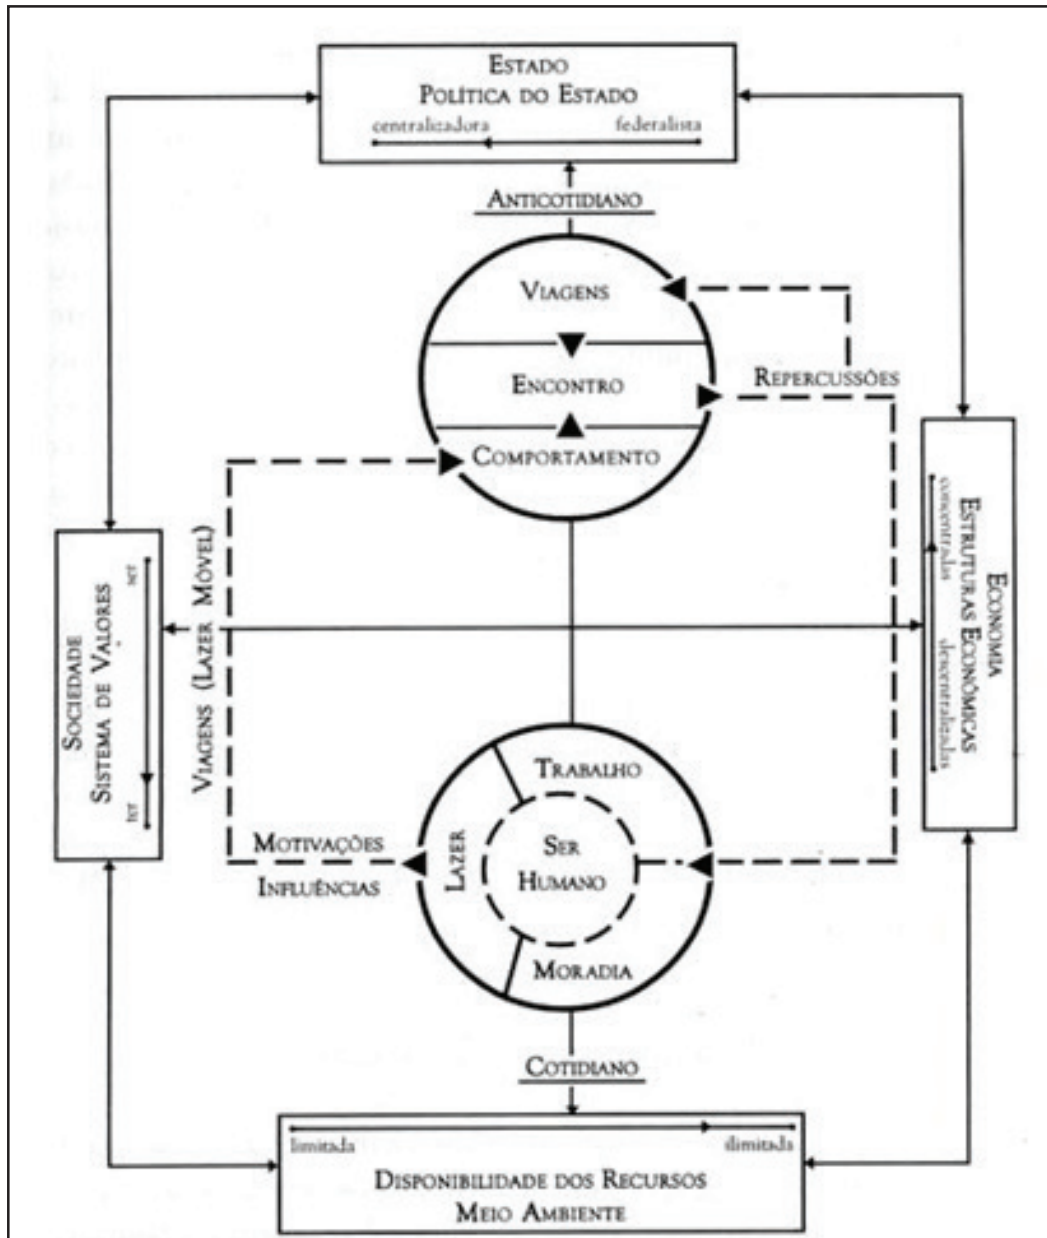 ESTADO
POLÍTICA DO ESTADO
centralizadora federalista
ANTICOTIDIANO
VIAGENS
ENCONTRO
REPERCUSSÕES
COMPORTAMENTO
SOCIEDADE
SISTEMA DE VALORES
ser
ter
VIAGENS (LAZER MÓVEL)
ECONOMIA
ESTRUTURAS ECONÔMICAS
concentradas
descentralizadas
TRABALHO
LAZER
SER
HUMANO
MORADIA
MOTIVAÇÕES
INFLUÊNCIAS
COTIDIANO
limitada ilimitada
DISPONIBILIDADE DOS RECURSOS
MEIO AMBIENTE